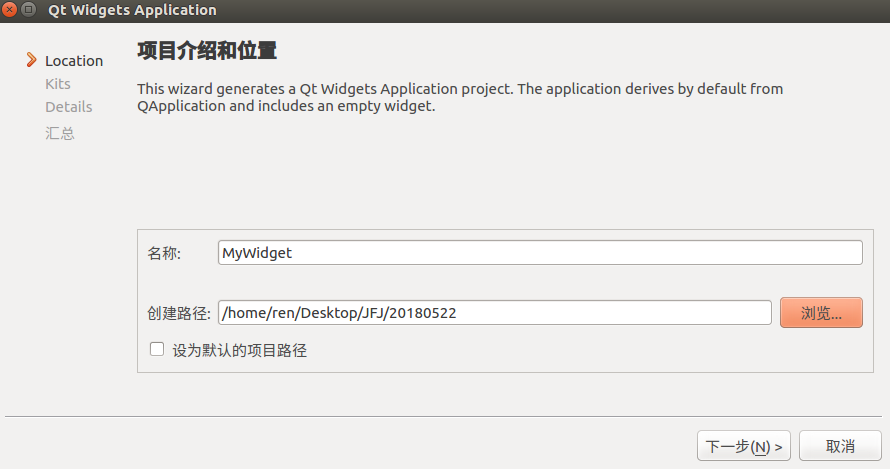 Qt Widgets Application
Location
Kits
Details
汇总
项目介绍和位置
This wizard generates a Qt Widgets Application project. The application derives by default from
QApplication and includes an empty widget.
名称: MyWidget
创建路径: /home/ren/Desktop/JFJ/20180522 浏览...
设为默认的项目路径
下一步(N) > 取消